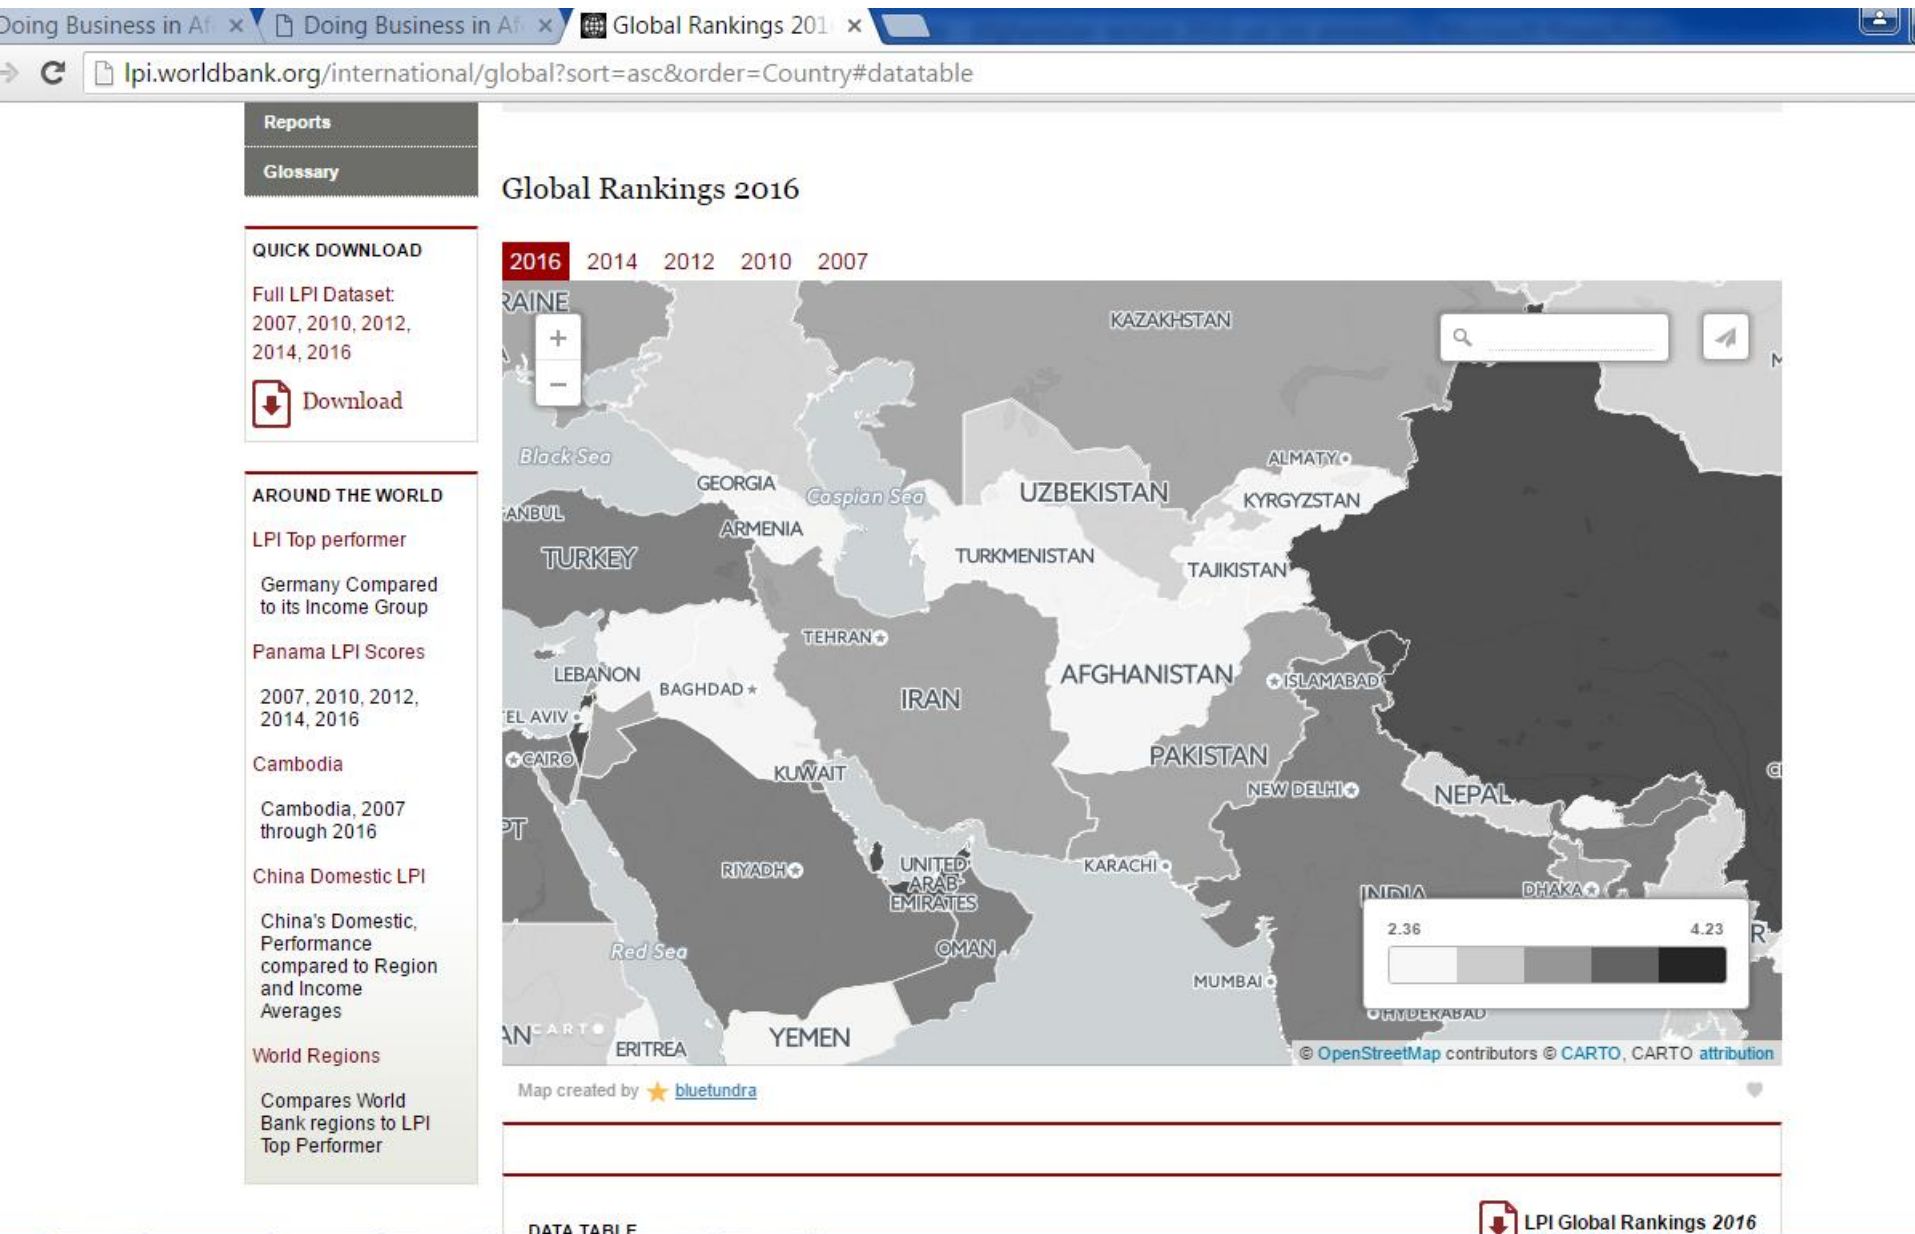 Doing Business in Af
Doing Business in Af
Global Rankings 201
lpi.worldbank.org/international/global?sort=asc&order=Country#datatable
Reports
Glossary
QUICK DOWNLOAD
Full LPI Dataset:
2007, 2010, 2012,
2014, 2016
Download
AROUND THE WORLD
LPI Top performer
Germany Compared
to its Income Group
Panama LPI Scores
2007, 2010, 2012,
2014, 2016
Cambodia
Cambodia, 2007
through 2016
China Domestic LPI
China's Domestic,
Performance
compared to Region
and Income
Averages
World Regions
Compares World
Bank regions to LPI
Top Performer
Global Rankings 2016
2016 2014 2012 2010 2007
RAINE
+
−
KAZAKHSTAN
Black Sea
GEORGIA
Caspian Sea
UZBEKISTAN
ALMATY
KYRGYZSTAN
ANBUL
ARMENIA
TURKEY
TURKMENISTAN
TAJIKISTAN
TEHRAN
LEBANON
BAGHDAD
IRAN
AFGHANISTAN
ISLAMABAD
EL AVIV
CAIRO
KUWAIT
PAKISTAN
NEW DELHI
NEPAL
PT
RIYADH
UNITED
ARAB
EMIRATES
KARACHI
INDIA
DHAKA
Red Sea
OMAN
MUMBAI
2.36 4.23
R
HYDERABAD
AN
CARTO
ERITREA
YEMEN
© OpenStreetMap contributors © CARTO, CARTO attribution
Map created by bluetundra
DATA TABLE
LPI Global Rankings 2016